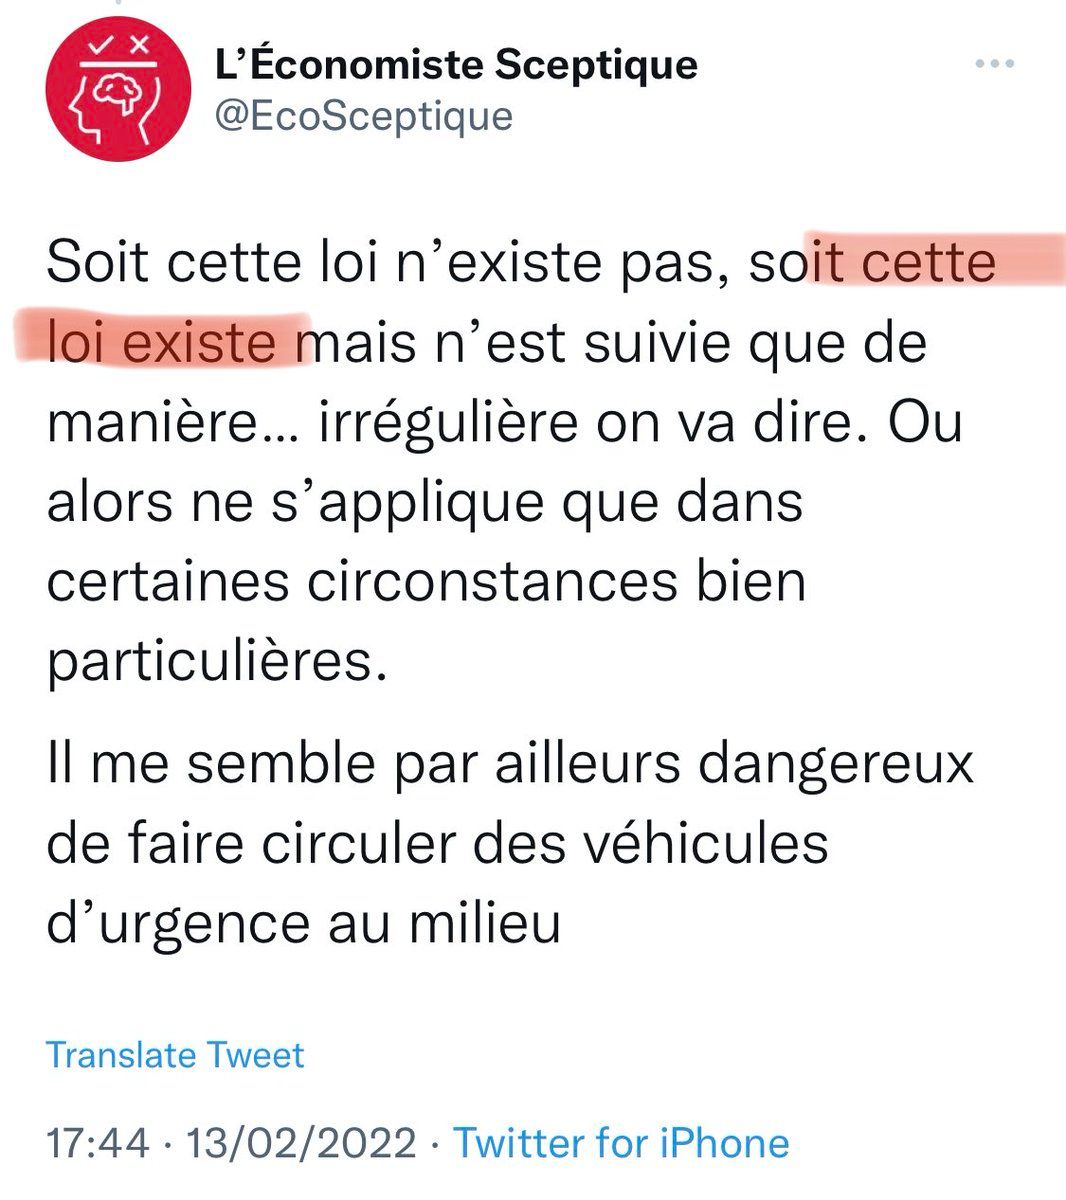 L’Économiste Sceptique
@EcoSceptique
Soit cette loi n’existe pas, soit cette
loi existe mais n’est suivie que de
manière... irrégulière on va dire. Ou
alors ne s’applique que dans
certaines circonstances bien
particulières.
Il me semble par ailleurs dangereux
de faire circuler des véhicules
d’urgence au milieu
Translate Tweet
17:44 · 13/02/2022 · Twitter for iPhone